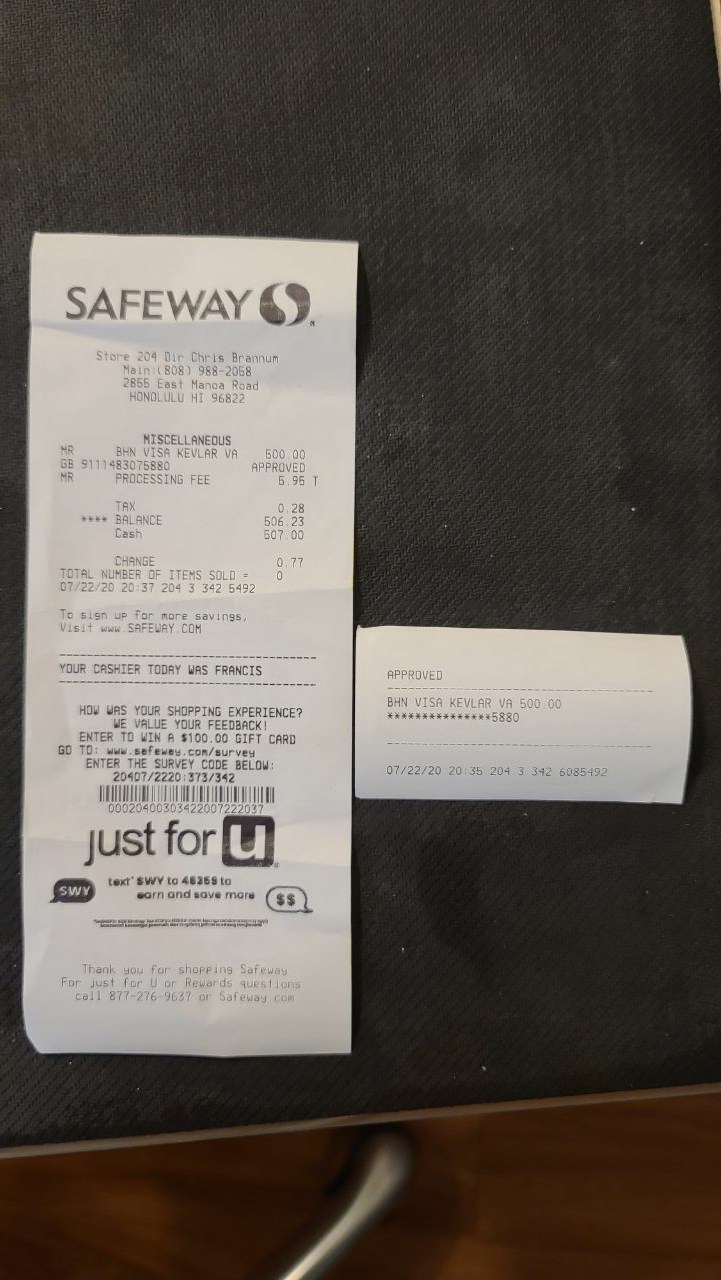 SAFEWAY
Store 204 Dir Chris Brannum
Main:(808) 988-2058
2855 East Manoa Road
HONOLULU HI 96822
MISCELLANEOUS
MR BHN VISA KEVLAR VA 500.00
GB 9111483075880 APPROVED
MR PROCESSING FEE 5.95 T
TAX 0.28
**** BALANCE 506.23
Cash 507.00
CHANGE 0.77
TOTAL NUMBER OF ITEMS SOLD = 0
07/22/20 20:37 204 3 342 5492
To sign up for more savings,
Visit www.SAFEWAY.COM
YOUR CASHIER TODAY WAS FRANCIS
HOW WAS YOUR SHOPPING EXPERIENCE?
WE VALUE YOUR FEEDBACK!
ENTER TO WIN A $100.00 GIFT CARD
GO TO: www.safeway.com/survey
ENTER THE SURVEY CODE BELOW:
20407/2220:373/342
00020400303422007222037
just for U
SWY text* SWY to 48369 to
earn and save more $$
Thank you for shopping Safeway
For just for U or Rewards questions
call 877-276-9637 or Safeway.com
APPROVED
BHN VISA KEVLAR VA 500.00
***************5880
07/22/20 20:35 204 3 342 6085492